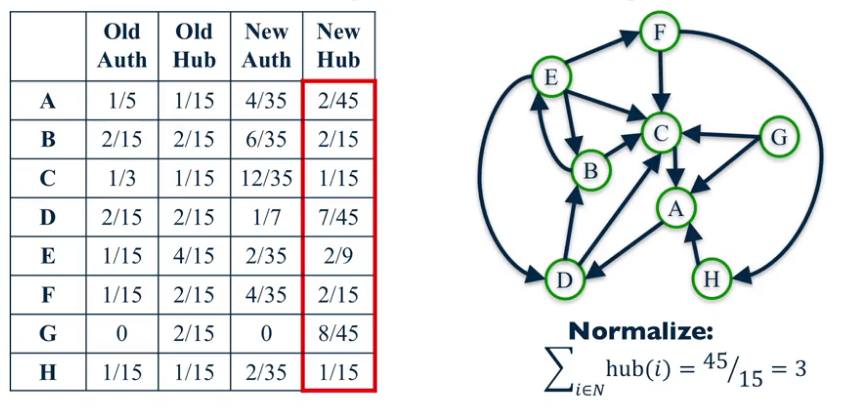 Old Auth Old Hub New Auth New Hub
A 1/5 1/15 4/35 2/45
B 2/15 2/15 6/35 2/15
C 1/3 1/15 12/35 1/15
D 2/15 2/15 1/7 7/45
E 1/15 4/15 2/35 2/9
F 1/15 2/15 4/35 2/15
G 0 2/15 0 8/45
H 1/15 1/15 2/35 1/15
F
E
C
G
B
A
D
H
Normalize:
∑i∈N hub(i) = 45/15 = 3